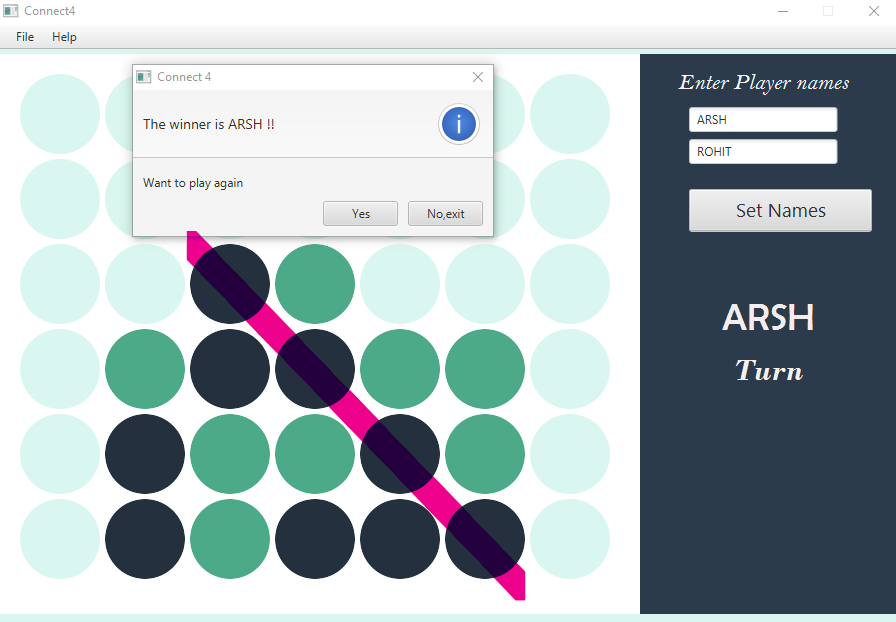 Connect4
File Help
Connect 4
The winner is ARSH !!
i
Want to play again
Yes No,exit
Enter Player names
ARSH
ROHIT
Set Names
ARSH
Turn